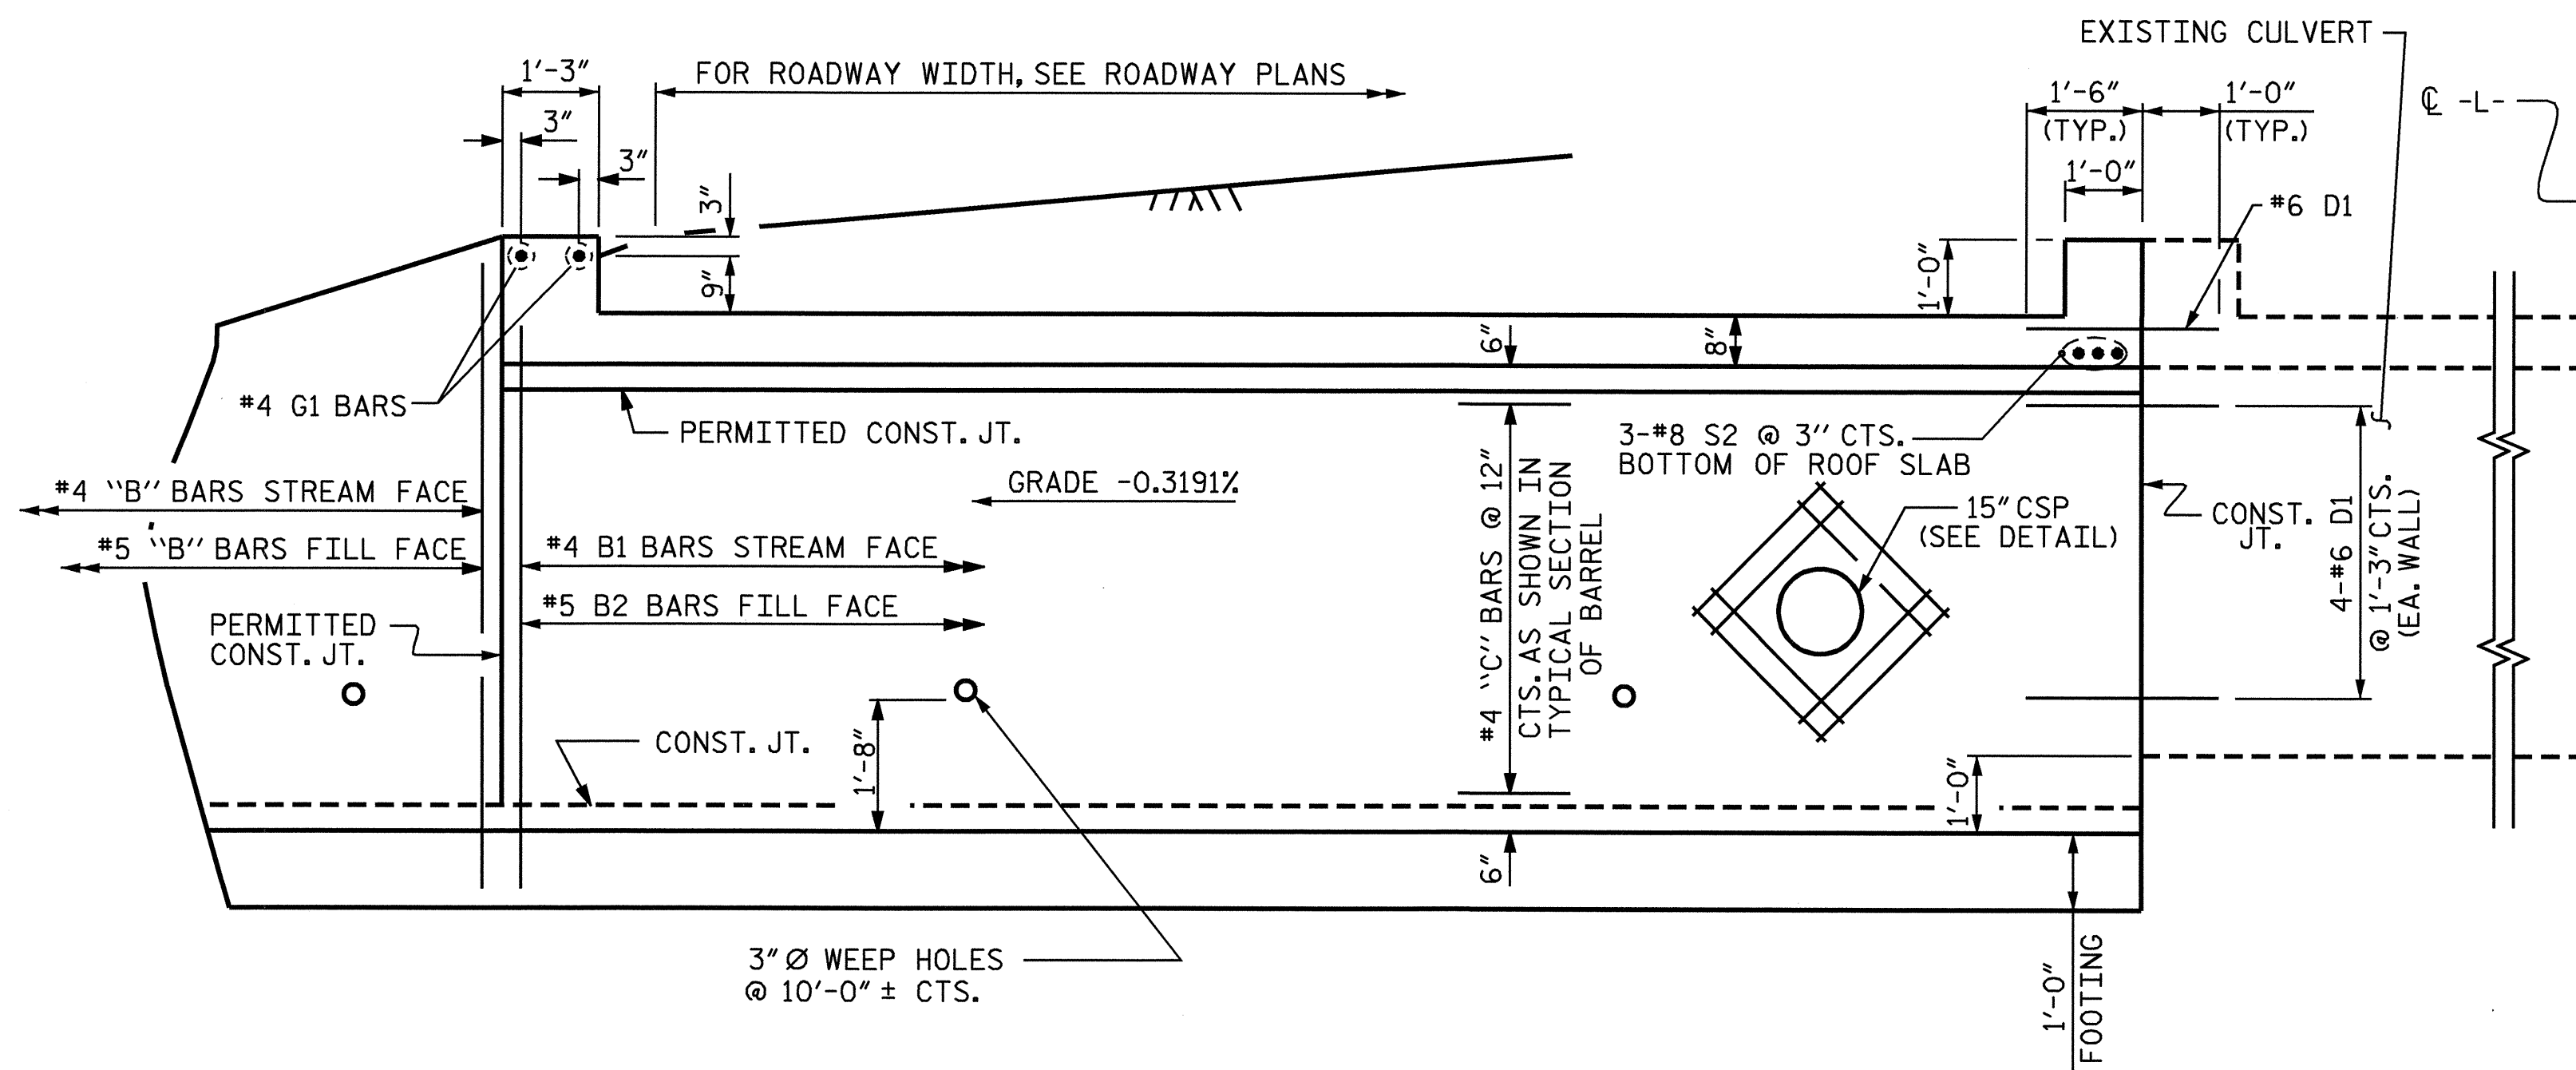 EXISTING CULVERT
1'-3"
FOR ROADWAY WIDTH, SEE ROADWAY PLANS
1'-6"
(TYP.)
1'-0"
(TYP.)
℄ -L-
3"
3"
3"
9"
1'-0"
#6 D1
1'-0"
6"
8"
#4 G1 BARS
PERMITTED CONST. JT.
3-#8 S2 @ 3" CTS.
BOTTOM OF ROOF SLAB
GRADE -0.3191%
#4 "B" BARS STREAM FACE
#5 "B" BARS FILL FACE
#4 B1 BARS STREAM FACE
#5 B2 BARS FILL FACE
#4 "C" BARS @ 12"
CTS. AS SHOWN IN
TYPICAL SECTION
OF BARREL
15" CSP
(SEE DETAIL)
CONST.
JT.
4-#6 D1
@ 1'-3" CTS.
(EA. WALL)
PERMITTED
CONST. JT.
CONST. JT.
1'-8"
1'-0"
6"
3" Ø WEEP HOLES
@ 10'-0" ± CTS.
1'-0"
FOOTING